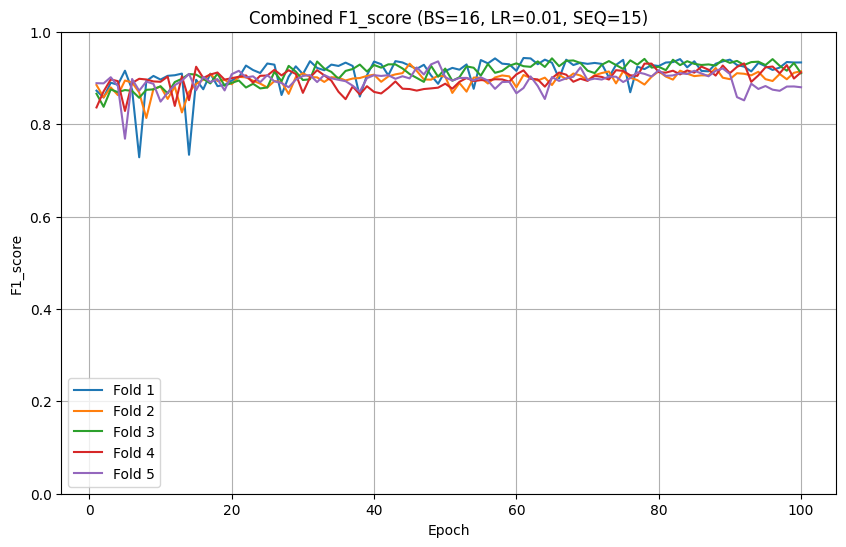 Combined F1_score (BS=16, LR=0.01, SEQ=15)
1.0
0.8
0.6
0.4
0.2
0.0
F1_score
Fold 1
Fold 2
Fold 3
Fold 4
Fold 5
0 20 40 60 80 100
Epoch